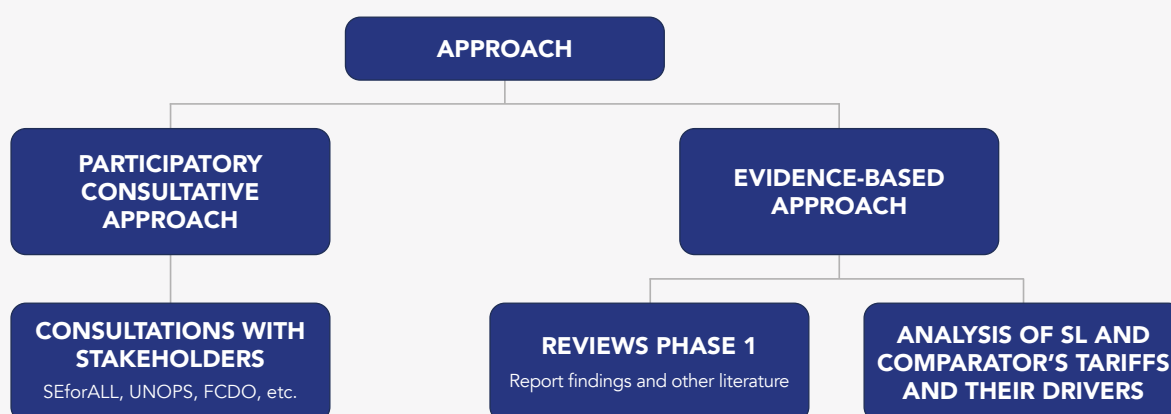 APPROACH
PARTICIPATORY
CONSULTATIVE
APPROACH
EVIDENCE-BASED
APPROACH
CONSULTATIONS WITH
STAKEHOLDERS
SEforALL, UNOPS, FCDO, etc.
REVIEWS PHASE 1
Report findings and other literature
ANALYSIS OF SL AND
COMPARATOR'S TARIFFS
AND THEIR DRIVERS